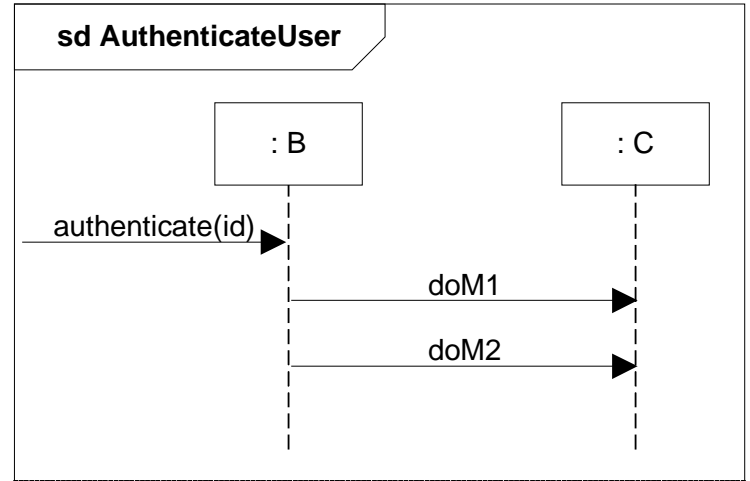 sd AuthenticateUser
: B
: C
authenticate(id)
doM1
doM2